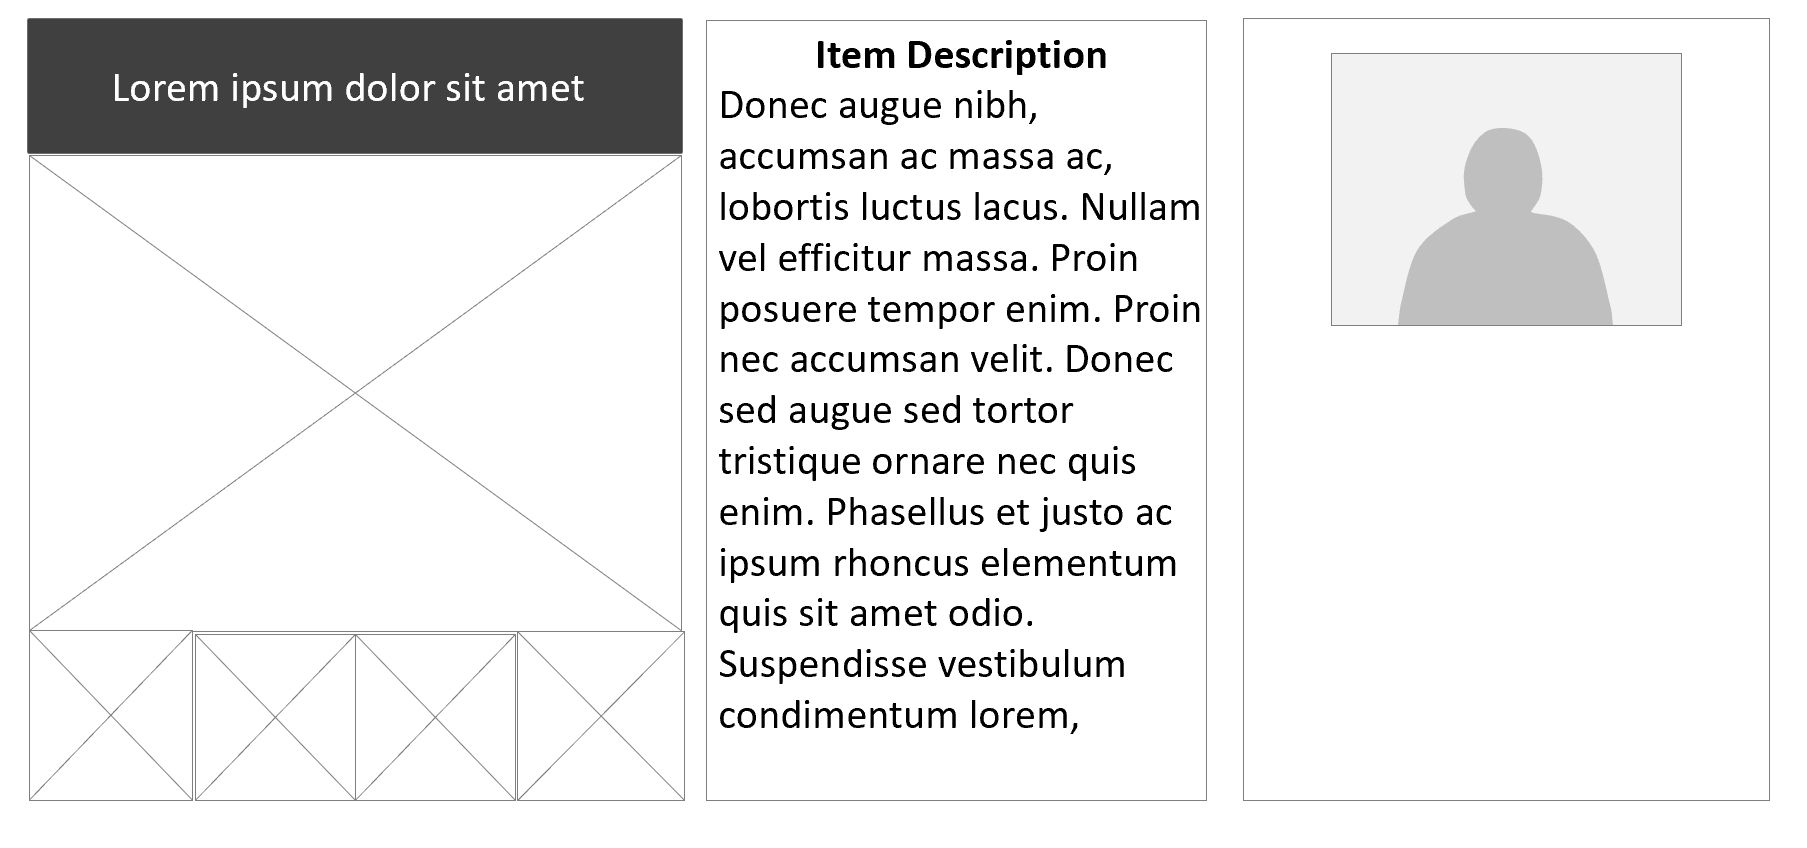 Lorem ipsum dolor sit amet
Item Description
Donec augue nibh,
accumsan ac massa ac,
lobortis luctus lacus. Nullam
vel efficitur massa. Proin
posuere tempor enim. Proin
nec accumsan velit. Donec
sed augue sed tortor
tristique ornare nec quis
enim. Phasellus et justo ac
ipsum rhoncus elementum
quis sit amet odio.
Suspendisse vestibulum
condimentum lorem,